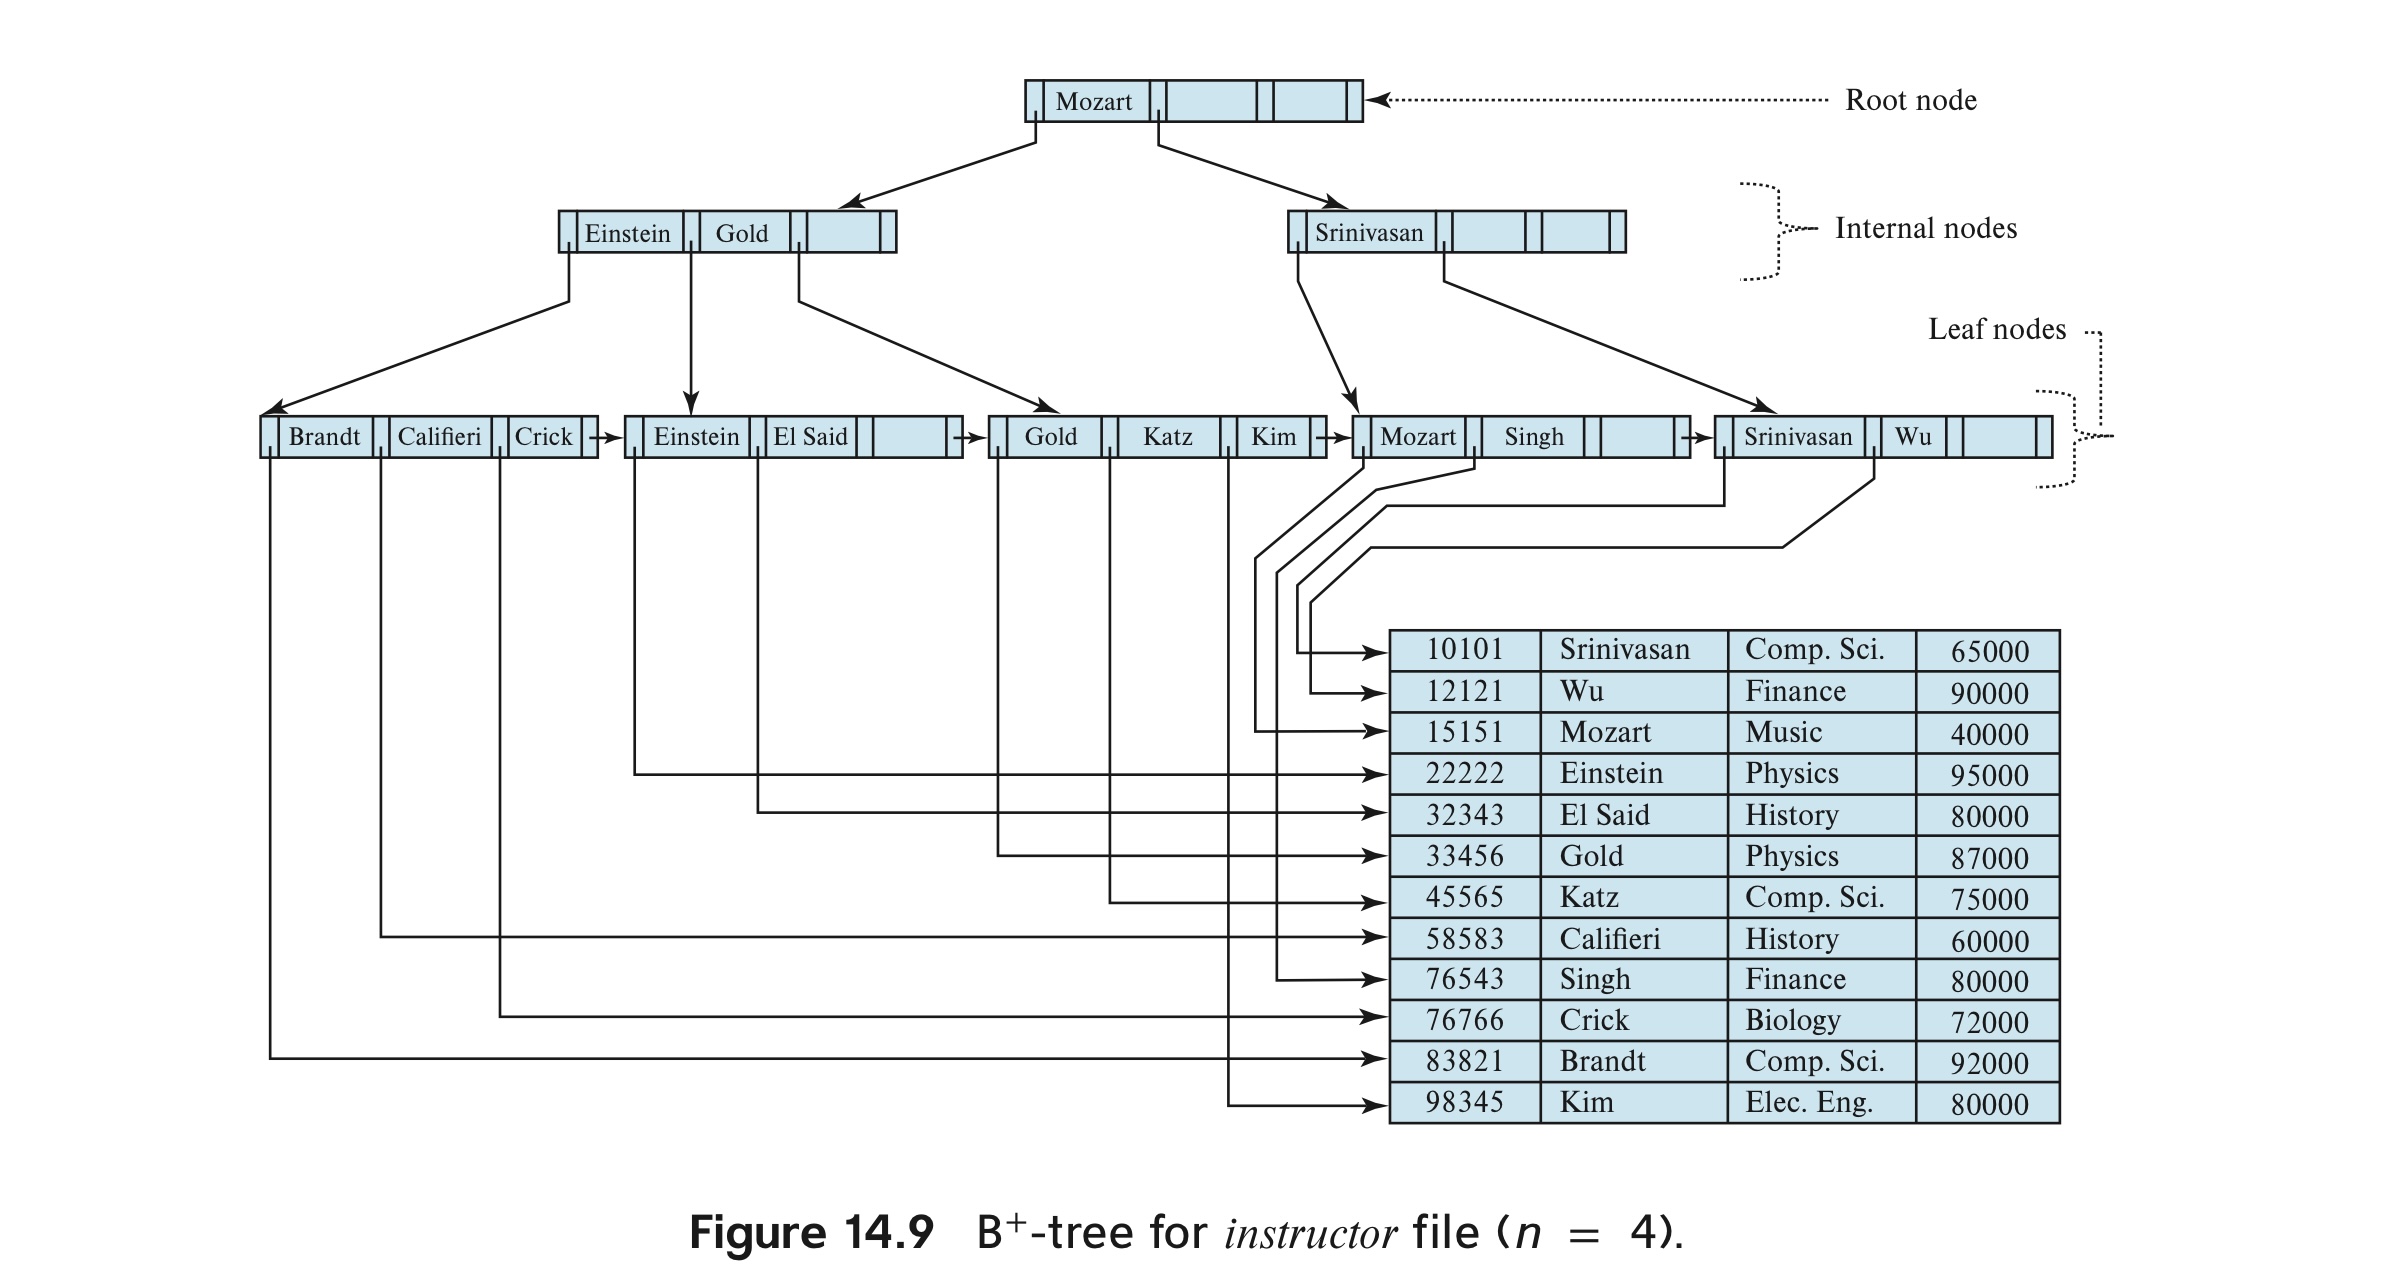 Mozart
Root node
Einstein Gold
Srinivasan
Internal nodes
Leaf nodes
Brandt Califieri Crick
Einstein El Said
Gold Katz Kim
Mozart Singh
Srinivasan Wu
10101 Srinivasan Comp. Sci. 65000
12121 Wu Finance 90000
15151 Mozart Music 40000
22222 Einstein Physics 95000
32343 El Said History 80000
33456 Gold Physics 87000
45565 Katz Comp. Sci. 75000
58583 Califieri History 60000
76543 Singh Finance 80000
76766 Crick Biology 72000
83821 Brandt Comp. Sci. 92000
98345 Kim Elec. Eng. 80000
Figure 14.9 B⁺-tree for instructor file (n = 4).